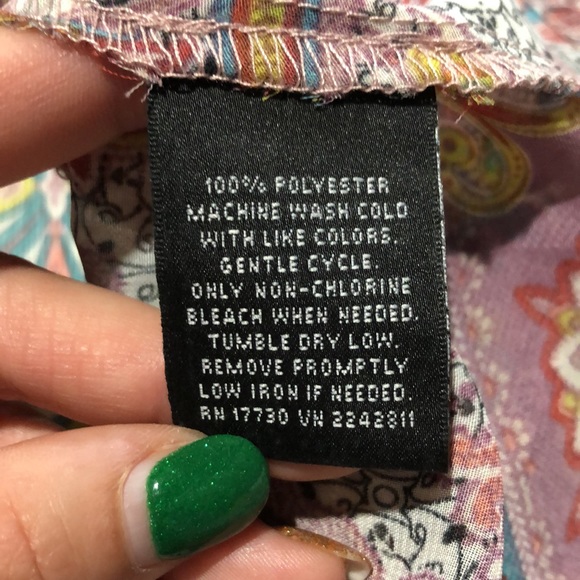 100% POLYESTER
MACHINE WASH COLD
WITH LIKE COLORS.
GENTLE CYCLE.
ONLY NON-CHLORINE
BLEACH WHEN NEEDED.
TUMBLE DRY LOW.
REMOVE PROMPTLY
LOW IRON IF NEEDED.
RN 17730 VN 2242811